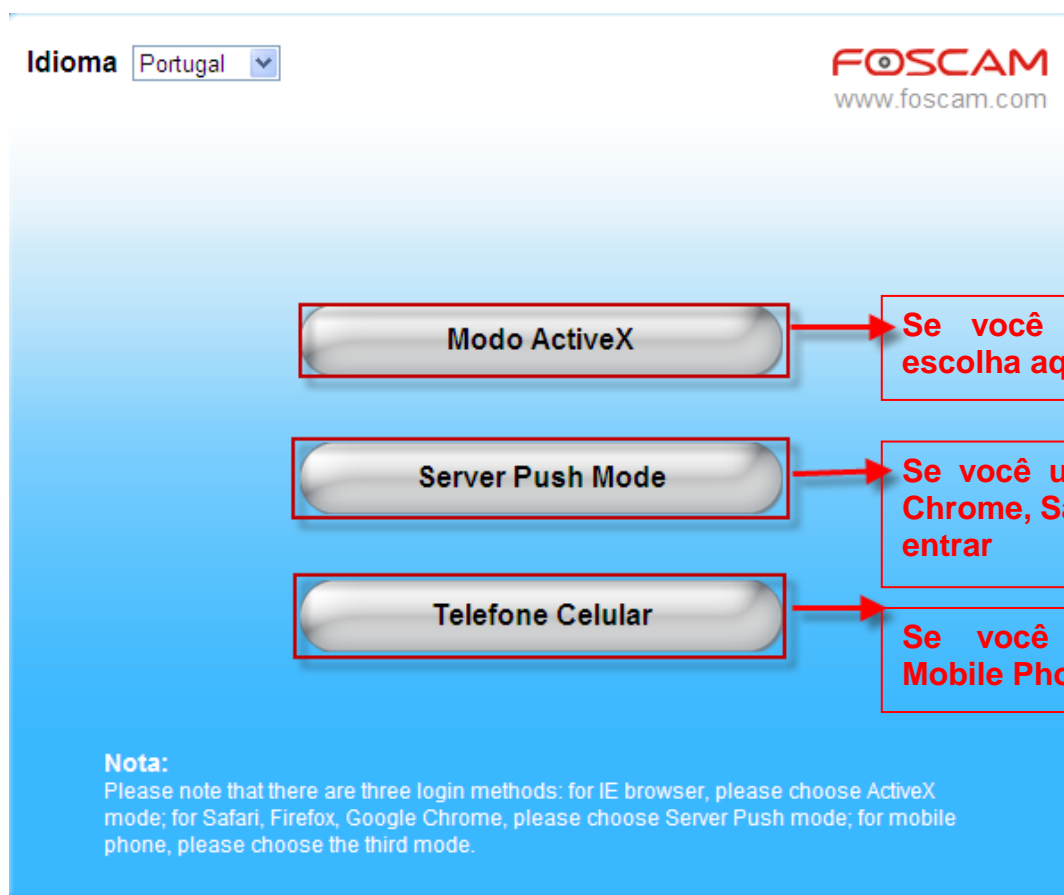 Idioma Portugal
FOSCAM
www.foscam.com
Modo ActiveX
Se você
escolha
Server Push Mode
Se você
Chrome,
entrar
Telefone Celular
Se você
Mobile
Nota:
Please note that there are three login methods: for IE browser, please choose ActiveX
mode; for Safari, Firefox, Google Chrome, please choose Server Push mode; for mobile
phone, please choose the third mode.